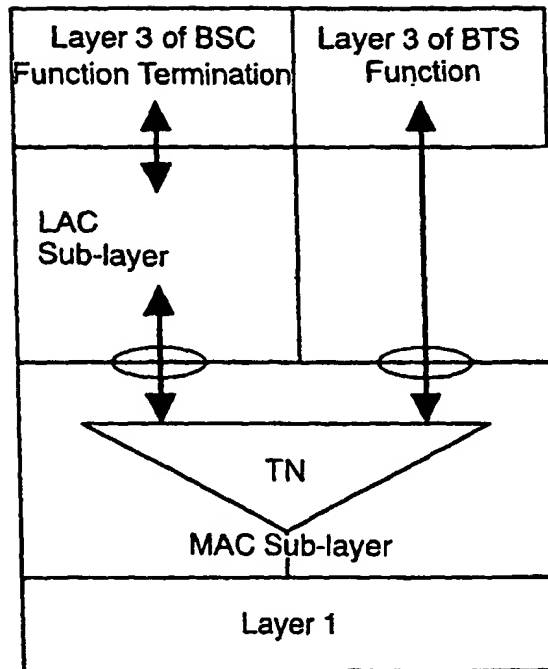 Layer 3 of BSC
Function Termination
Layer 3 of BTS
Function
LAC
Sub-layer
TN
MAC Sub-layer
Layer 1